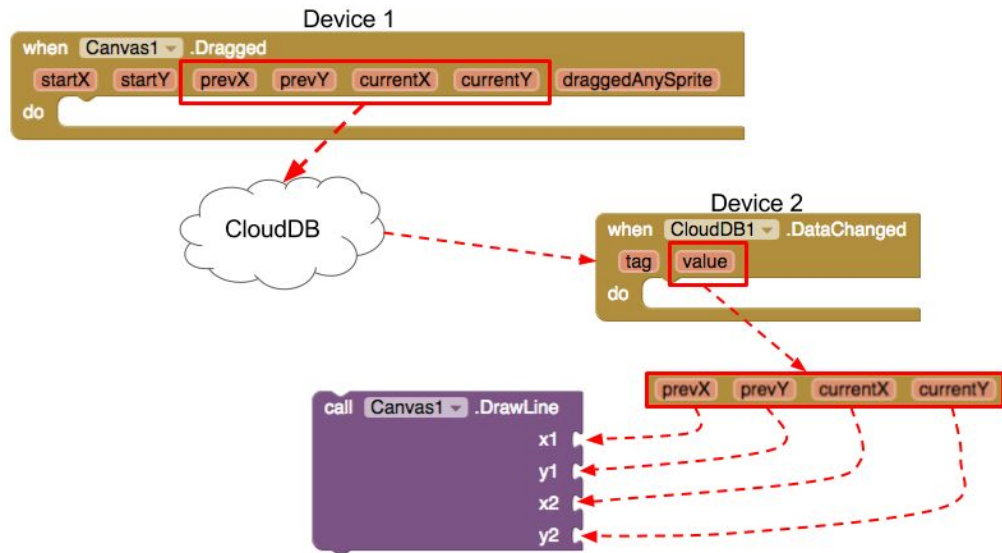 Device 1
when Canvas1 .Dragged
startX startY prevX prevY currentX currentY draggedAnySprite
do
CloudDB
Device 2
when CloudDB1 .DataChanged
tag value
do
prevX prevY currentX currentY
call Canvas1 .DrawLine
x1
y1
x2
y2